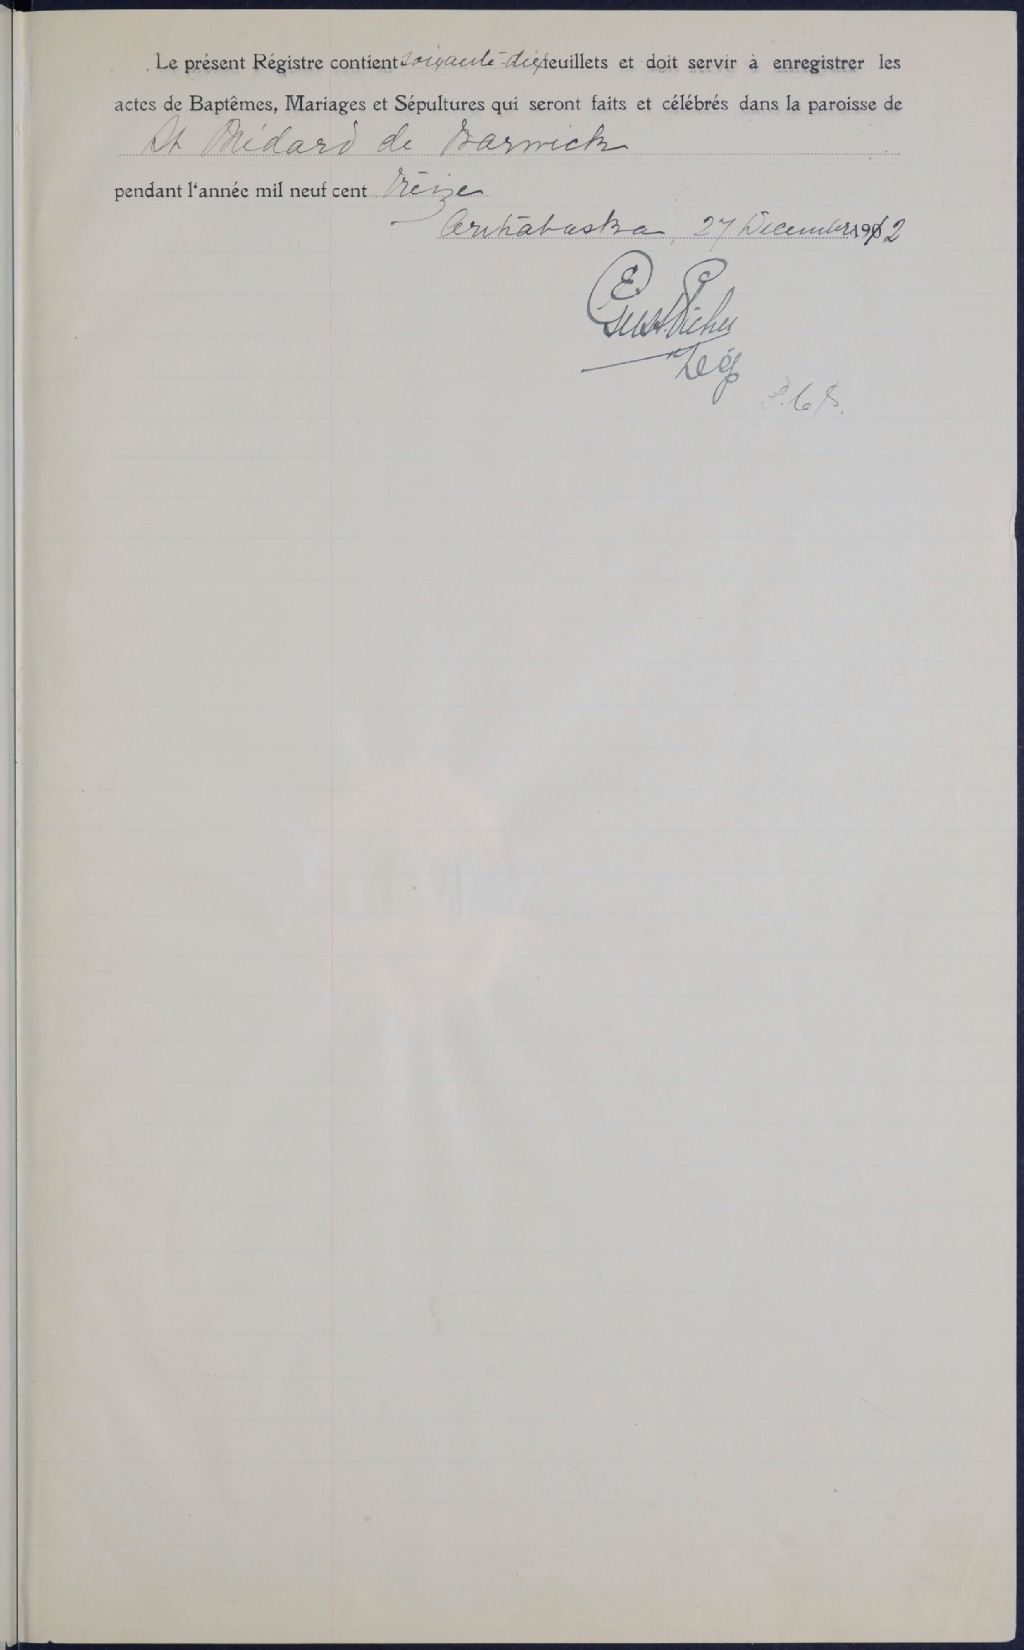 Le présent Régistre contient soixante-dix feuillets et doit servir à enregistrer les
actes de Baptêmes, Mariages et Sépultures qui seront faits et célébrés dans la paroisse de
St Médard de Warwick
pendant l'année mil neuf cent Treize
Arthabaska, 27 Décembre 1912
P.C.S.